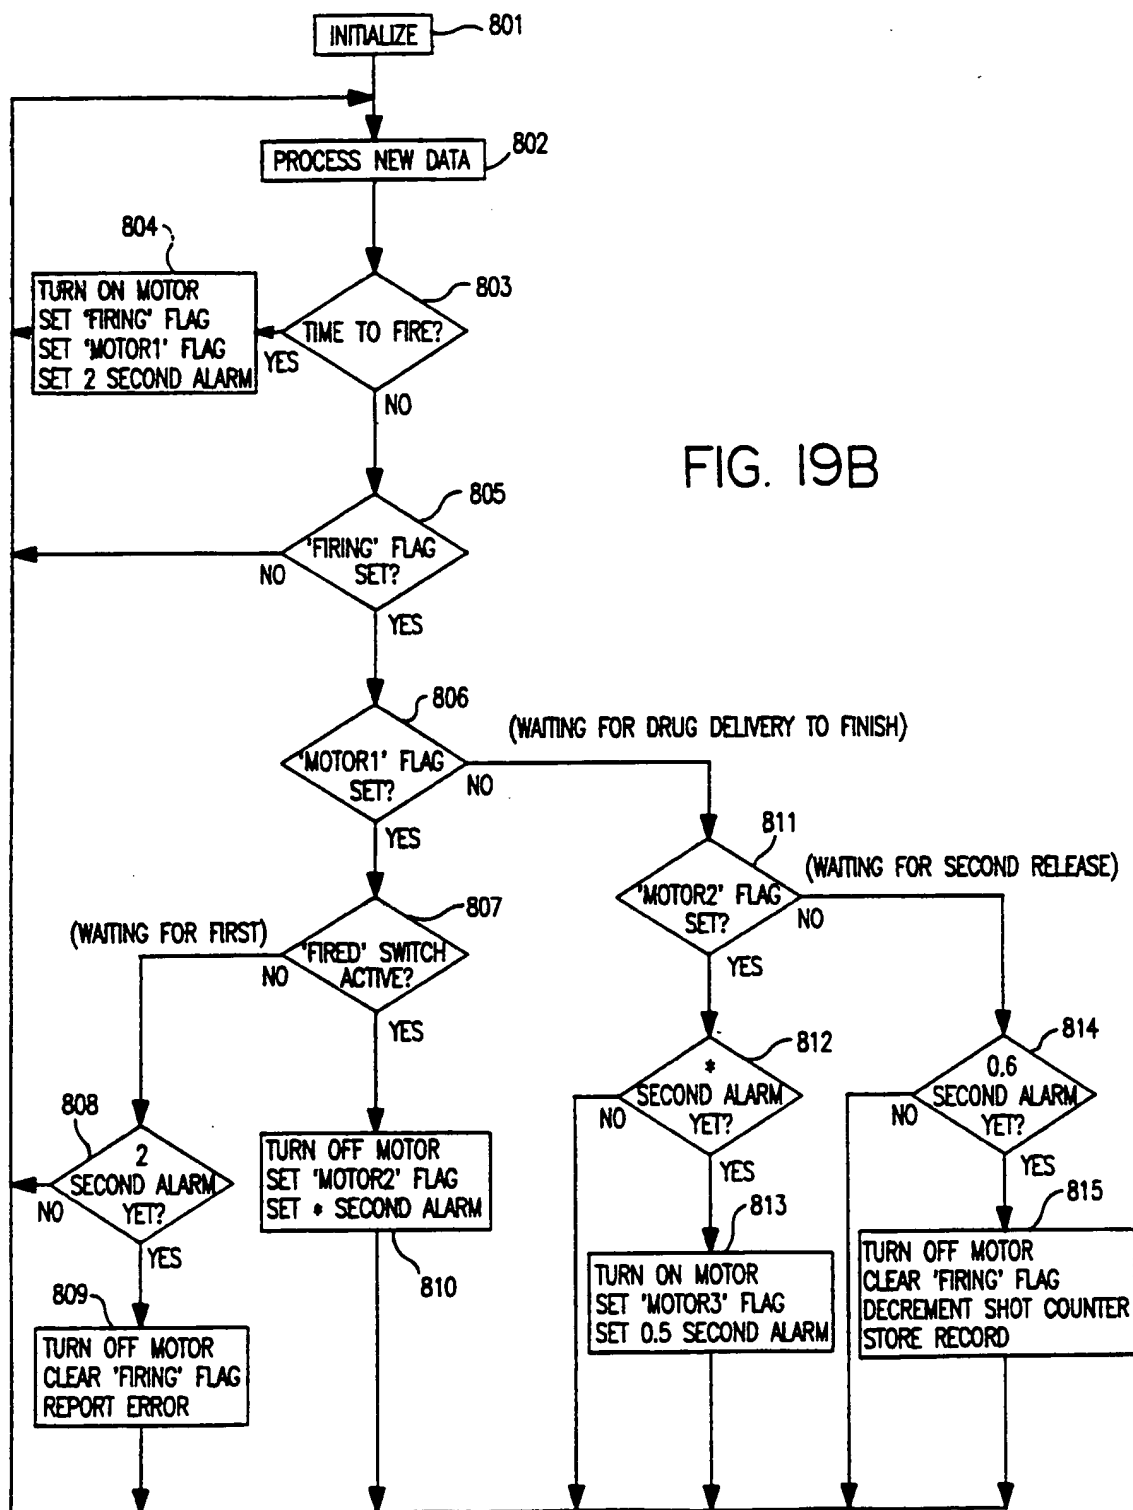 INITIALIZE
801
PROCESS NEW DATA
802
804
TURN ON MOTOR
SET 'FIRING' FLAG
SET 'MOTOR1' FLAG
SET 2 SECOND ALARM
803
TIME TO FIRE?
YES
NO
FIG. 19B
805
'FIRING' FLAG
SET?
NO
YES
806
'MOTOR1' FLAG
SET?
NO
YES
(WAITING FOR DRUG DELIVERY TO FINISH)
811
'MOTOR2' FLAG
SET?
NO
YES
(WAITING FOR SECOND RELEASE)
807
(WAITING FOR FIRST)
'FIRED' SWITCH
ACTIVE?
NO
YES
812
*
SECOND ALARM
YET?
NO
YES
814
0.6
SECOND ALARM
YET?
NO
YES
808
2
SECOND ALARM
YET?
NO
YES
TURN OFF MOTOR
SET 'MOTOR2' FLAG
SET * SECOND ALARM
810
813
TURN ON MOTOR
SET 'MOTOR3' FLAG
SET 0.5 SECOND ALARM
815
TURN OFF MOTOR
CLEAR 'FIRING' FLAG
DECREMENT SHOT COUNTER
STORE RECORD
809
TURN OFF MOTOR
CLEAR 'FIRING' FLAG
REPORT ERROR